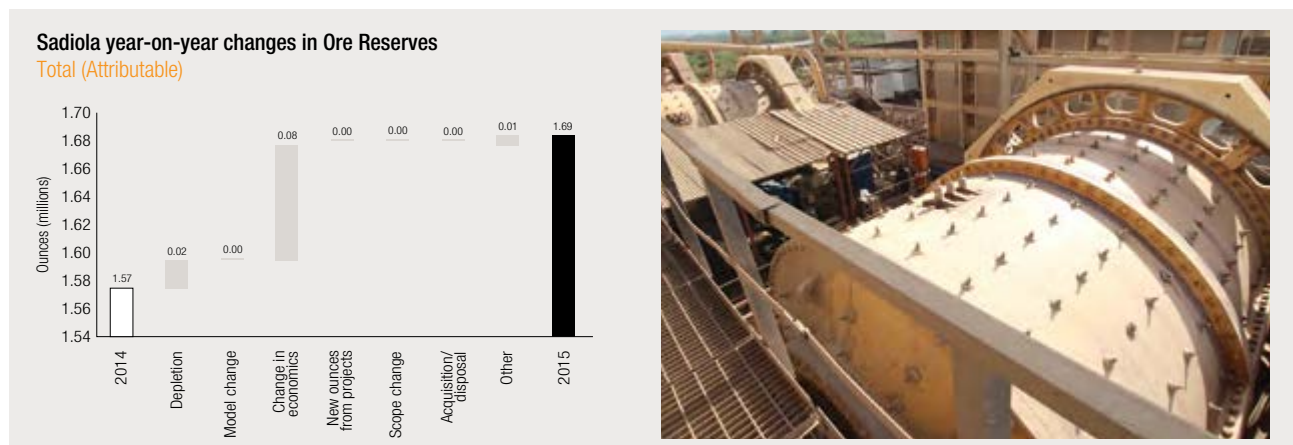 Sadiola year-on-year changes in Ore Reserves
Total (Attributable)
Ounces (millions)
1.70
1.68
1.66
1.64
1.62
1.60
1.58
1.56
1.54
1.57
0.02
0.00
0.08
0.00
0.00
0.00
0.01
1.69
2014
Depletion
Model change
Change in
economics
New ounces
from projects
Scope change
Acquisition/
disposal
Other
2015